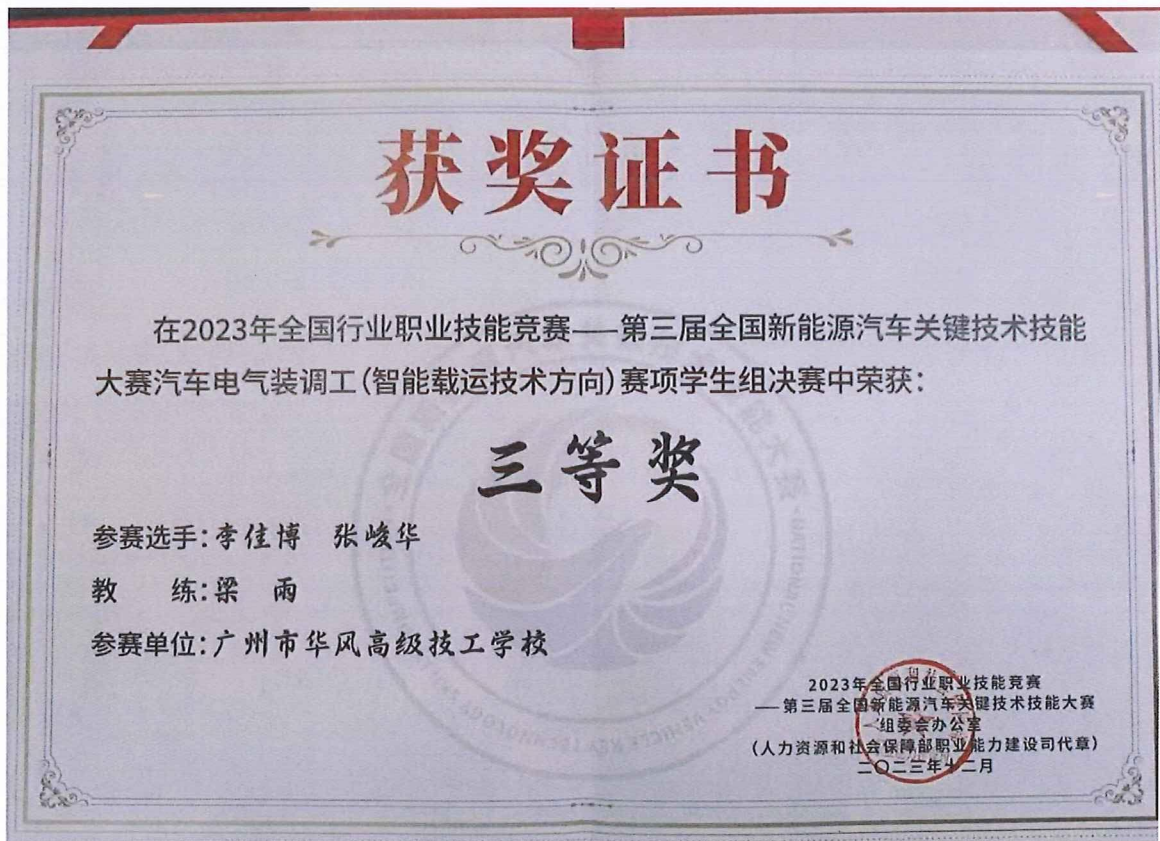 获奖证书
在2023年全国行业职业技能竞赛——第三届全国新能源汽车关键技术技能
大赛汽车电气装调工(智能载运技术方向)赛项学生组决赛中荣获:
三等奖
参赛选手:李佳博 张峻华
教 练:梁 雨
参赛单位:广州市华风高级技工学校
2023年全国行业职业技能竞赛
——第三届全国新能源汽车关键技术技能大赛
组委会办公室
(人力资源和社会保障部职业能力建设司代章)
二〇二三年十二月